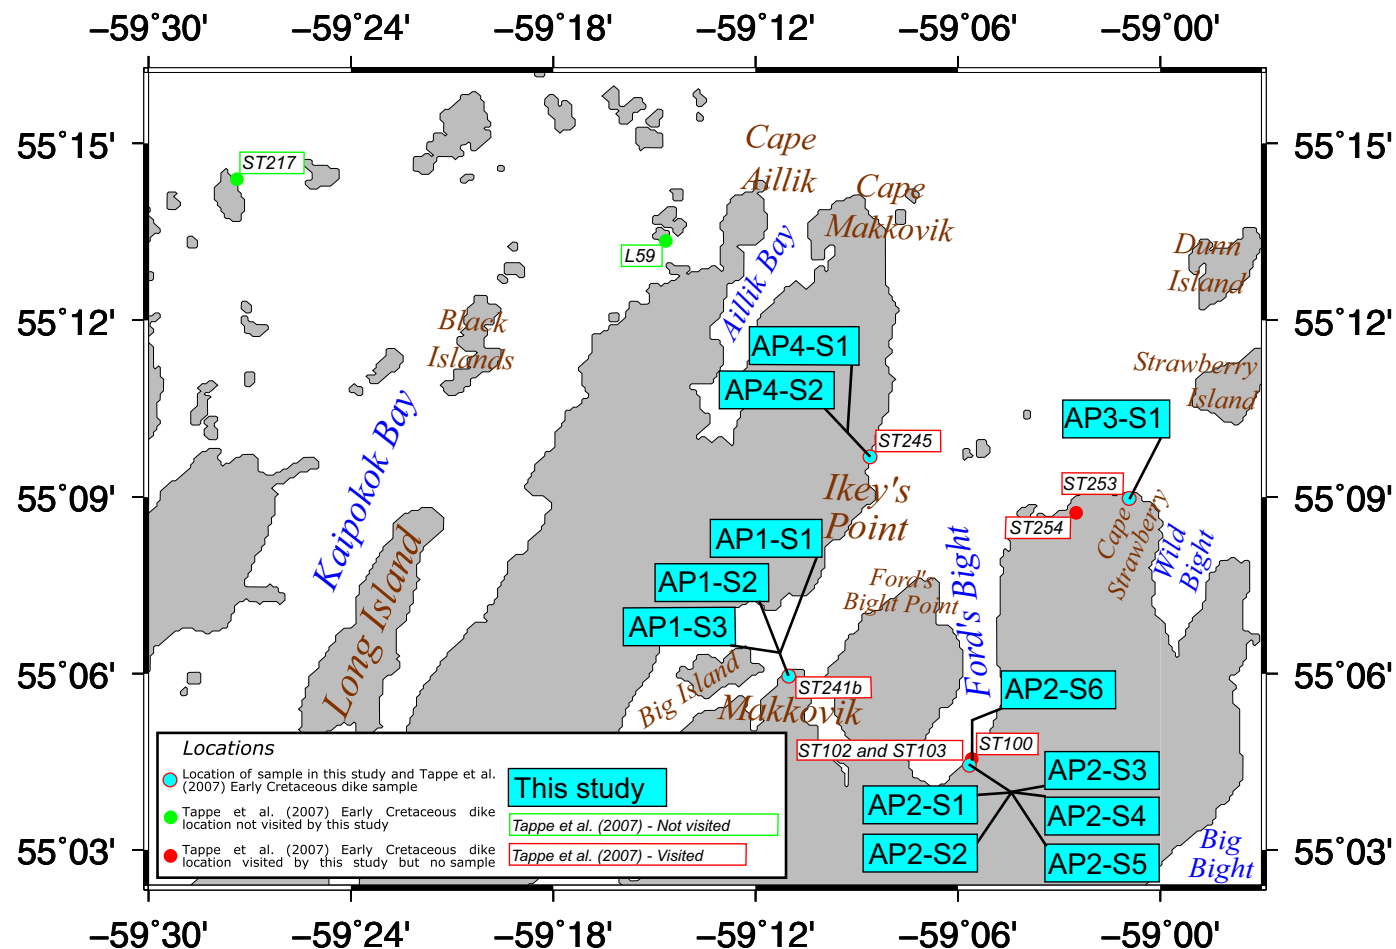 −59˚30' −59˚24' −59˚18' −59˚12' −59˚06' −59˚00'
55˚15' 55˚15'
Cape
Aillik
Cape
Makkovik
ST217
L59
Aillik Bay
Dunn
Island
55˚12' 55˚12'
Black
Islands
AP4-S1
AP4-S2
Strawberry
Island
AP3-S1
Kaipokok Bay
ST245
ST253
55˚09' 55˚09'
Ikey's
Point
ST254
Cape
Strawberry
Wild
Bight
AP1-S1
AP1-S2
AP1-S3
Long Island
Ford's
Bight Point
Ford's Bight
55˚06' 55˚06'
Big Island
ST241b
Makkovik
AP2-S6
ST102 and ST103
ST100
AP2-S3
AP2-S1
AP2-S4
AP2-S2
AP2-S5
Big
Bight
55˚03' 55˚03'
Locations
Location of sample in this study and Tappe et al.
(2007) Early Cretaceous dike sample
Tappe et al. (2007) Early Cretaceous dike
location not visited by this study
Tappe et al. (2007) Early Cretaceous dike
location visited by this study but no sample
This study
Tappe et al. (2007) - Not visited
Tappe et al. (2007) - Visited
−59˚30' −59˚24' −59˚18' −59˚12' −59˚06' −59˚00'